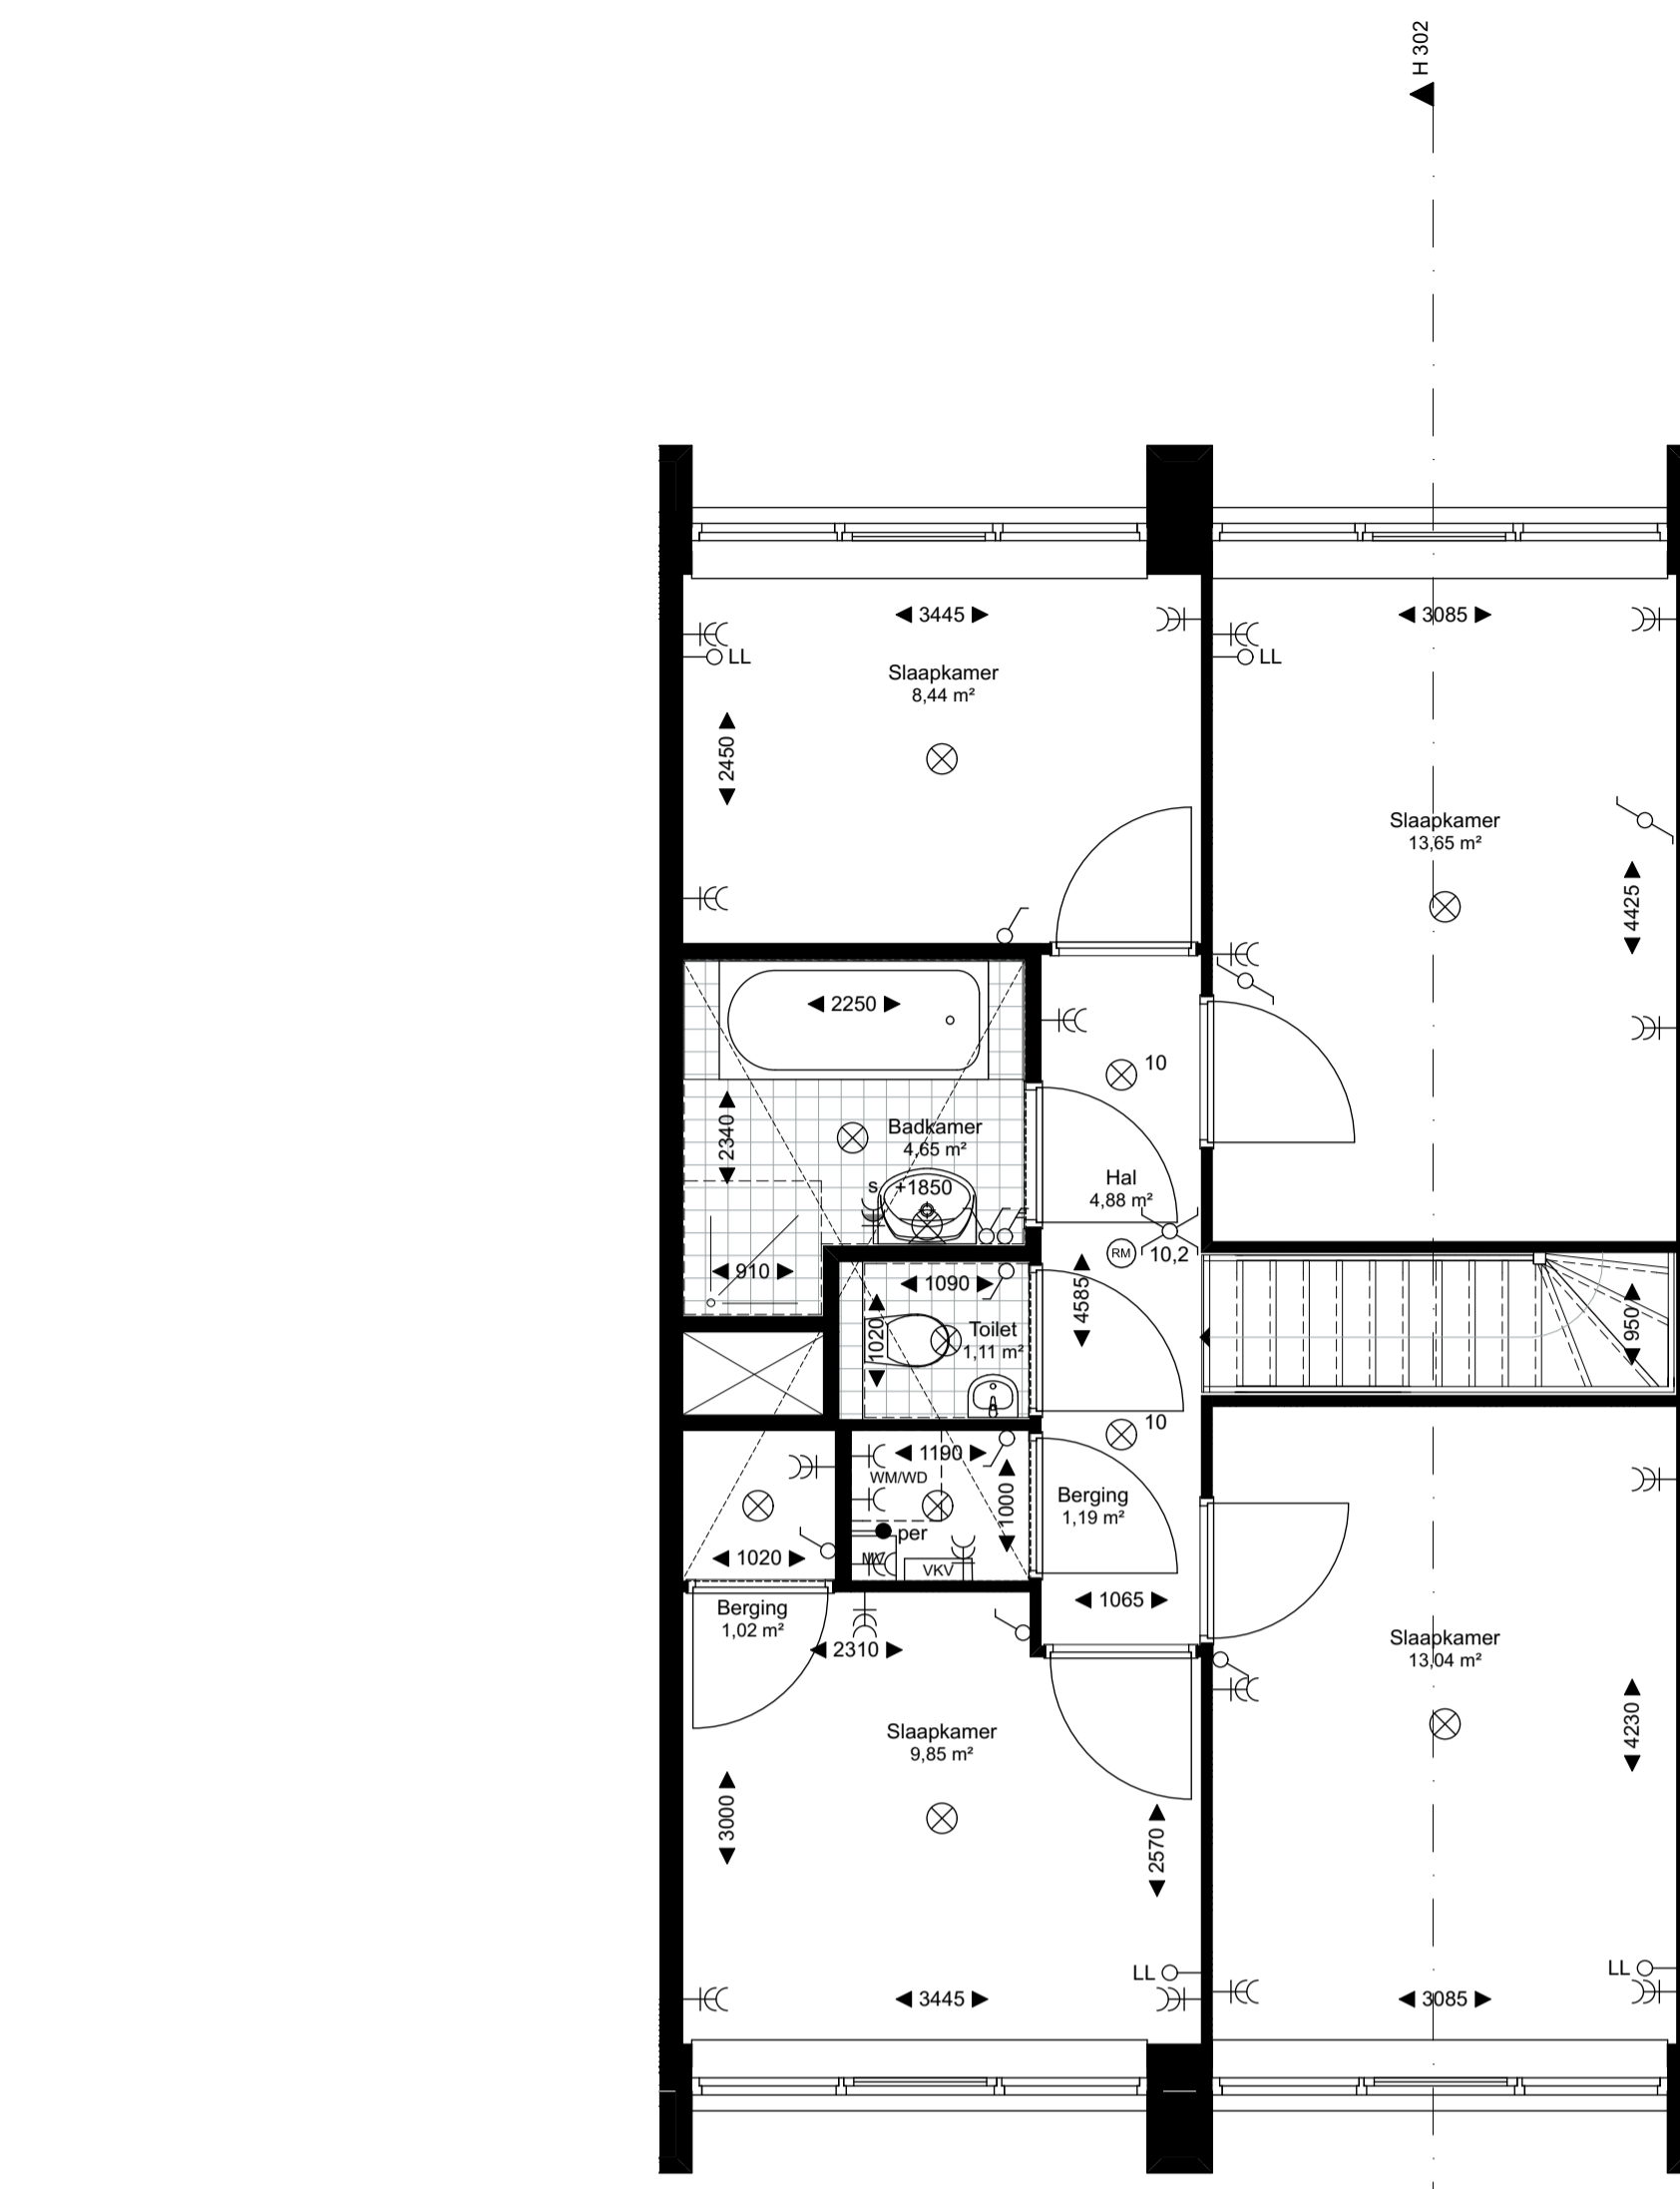 H 302
3445
3085
LL
LL
Slaapkamer
8,44 m²
2450
Slaapkamer
13,65 m²
4425
2250
10
2340
Badkamer
4,65 m²
Hal
4,88 m²
s +1850
RM
10,2
910
1090
4585
1020
Toilet
1,11 m²
950
10
1190
WM/WD
1000
Berging
1,19 m²
per
1020
MV
VKV
1065
Berging
1,02 m²
2310
Slaapkamer
13,04 m²
4230
Slaapkamer
9,85 m²
3000
2570
LL
LL
3445
3085